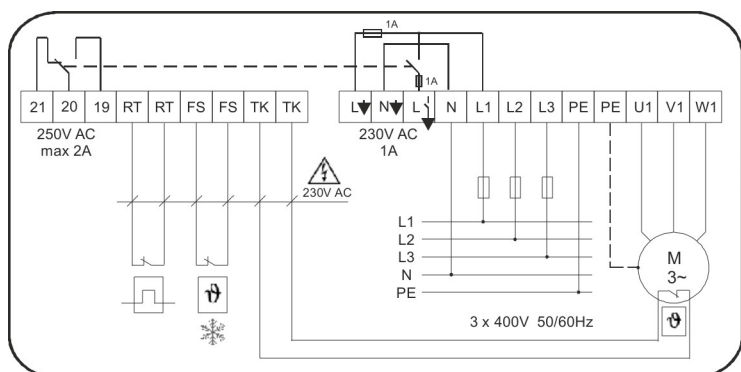 1A
1A
21 20 19 RT RT FS FS TK TK L N L N L1 L2 L3 PE PE U1 V1 W1
250V AC
max 2A
230V AC
1A
230V AC
L1
L2
L3
N
PE
M
3~
ϑ
ϑ
3 x 400V 50/60Hz